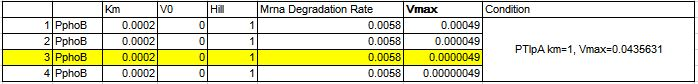 Km V0 Hill Mrna Degradation Rate Vmax Condition
1 PphoB 0.0002 0 1 0.0058 0.00049
2 PphoB 0.0002 0 1 0.0058 0.000049
PTlpA km=1, Vmax=0.0435631
3 PphoB 0.0002 0 1 0.0058 0.0000049
4 PphoB 0.0002 0 1 0.0058 0.00000049